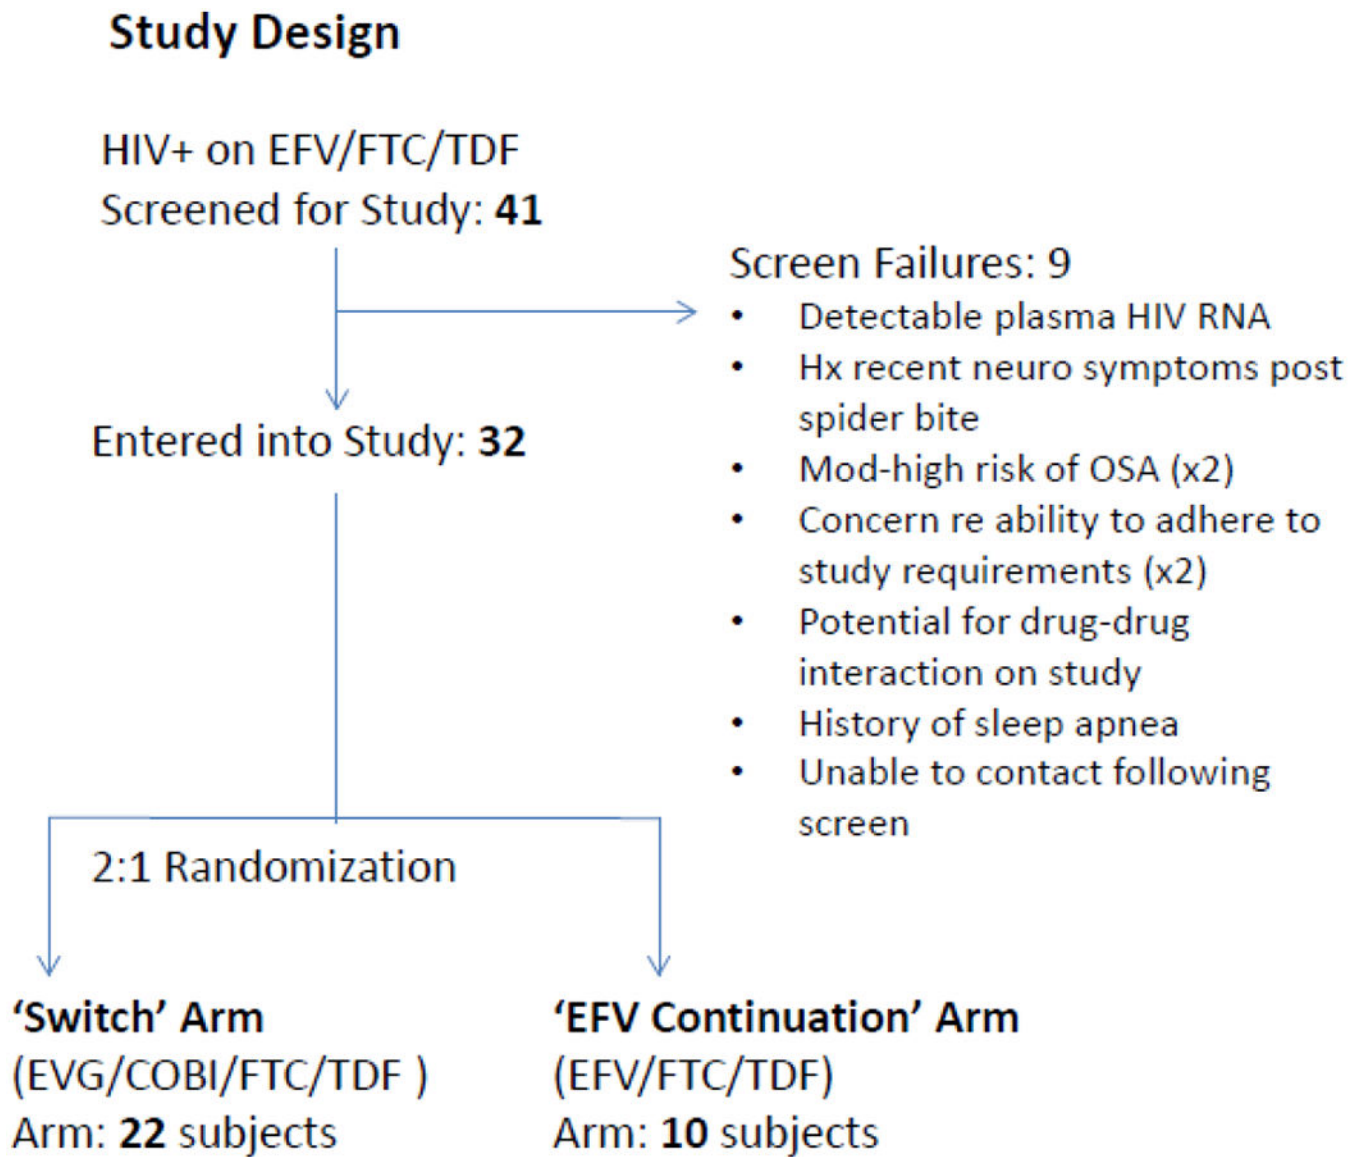 Study Design
HIV+ on EFV/FTC/TDF
Screened for Study: 41
Screen Failures: 9
• Detectable plasma HIV RNA
• Hx recent neuro symptoms post
spider bite
• Mod-high risk of OSA (x2)
• Concern re ability to adhere to
study requirements (x2)
• Potential for drug-drug
interaction on study
• History of sleep apnea
• Unable to contact following
screen
Entered into Study: 32
2:1 Randomization
‘Switch’ Arm
(EVG/COBI/FTC/TDF )
Arm: 22 subjects
‘EFV Continuation’ Arm
(EFV/FTC/TDF)
Arm: 10 subjects